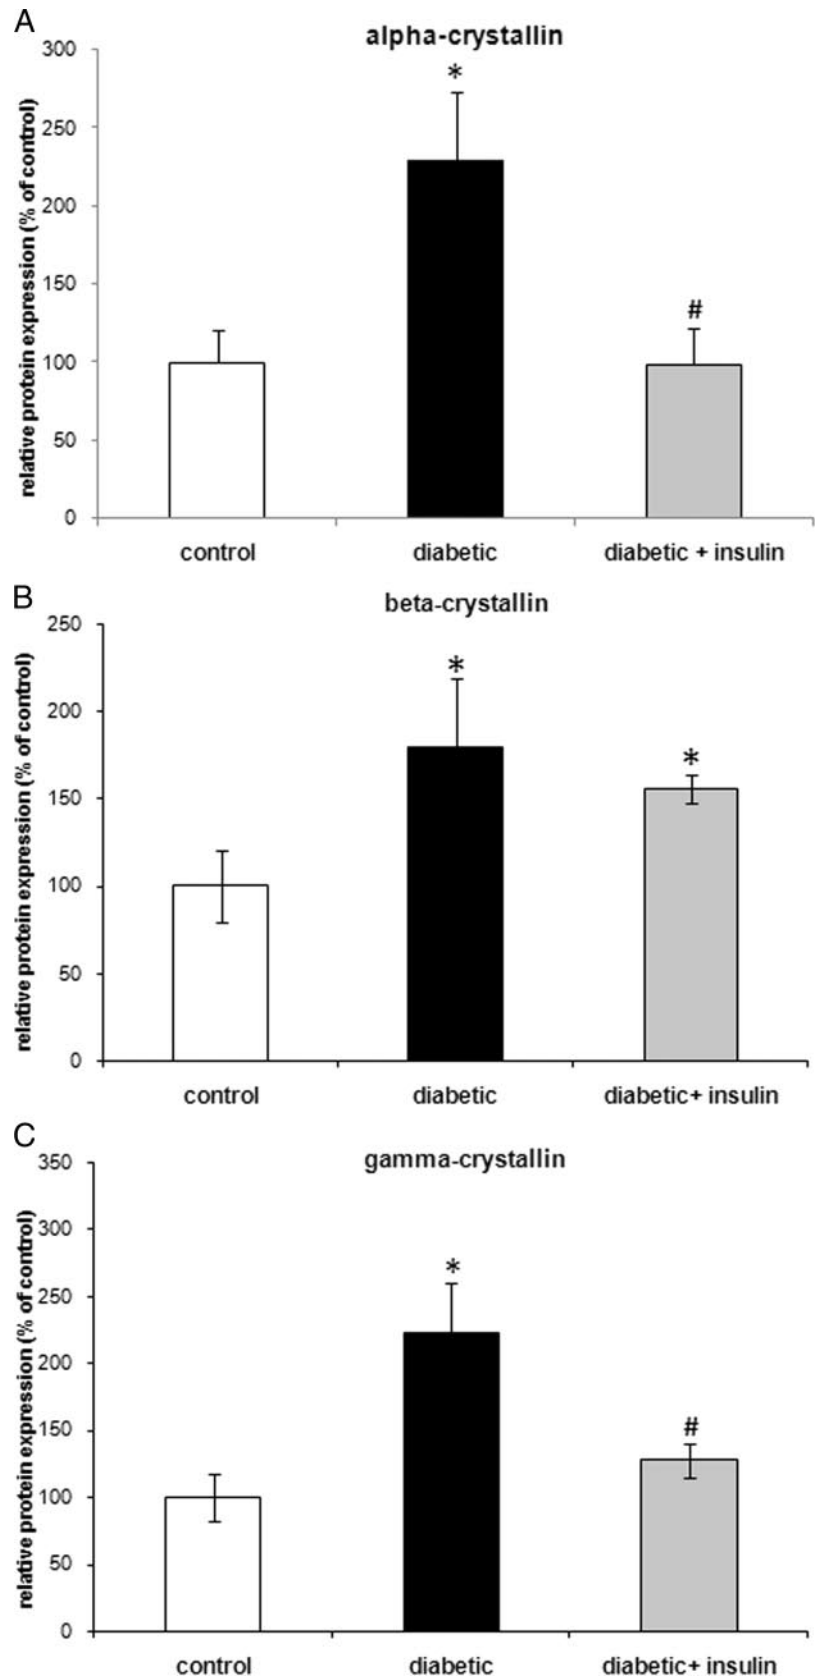 A
alpha-crystallin
relative protein expression (% of control)
300
250
200
150
100
50
0
*
#
control diabetic diabetic + insulin
B
beta-crystallin
relative protein expression (% of control)
250
200
150
100
50
0
*
*
control diabetic diabetic+ insulin
C
gamma-crystallin
relative protein expression (% of control)
350
300
250
200
150
100
50
0
*
#
control diabetic diabetic+ insulin